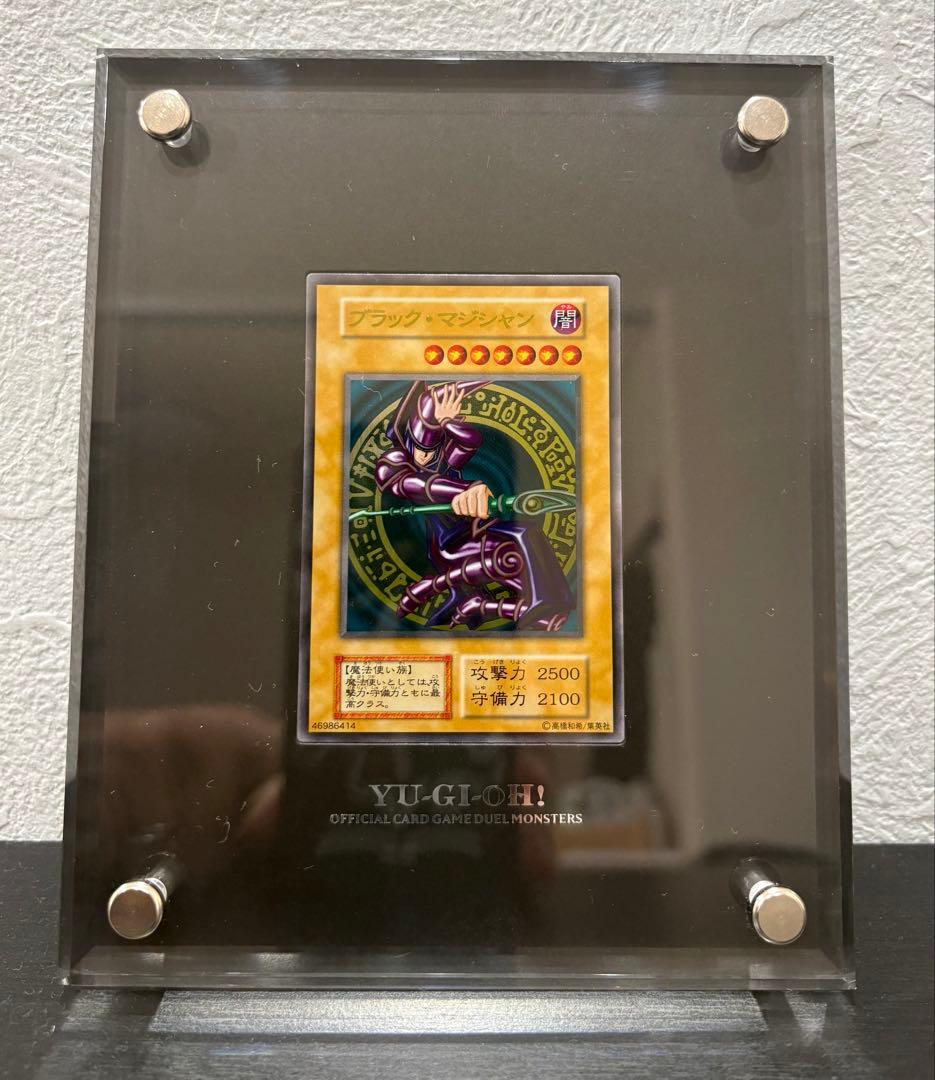 ブラック・マジシャン
闇
【魔法使い族】
魔法使いとしては、攻
撃力・守備力ともに最
高クラス。
攻撃力 2500
守備力 2100
46986414
©高橋和希/集英社
YU-GI-OH!
OFFICIAL CARD GAME DUEL MONSTERS